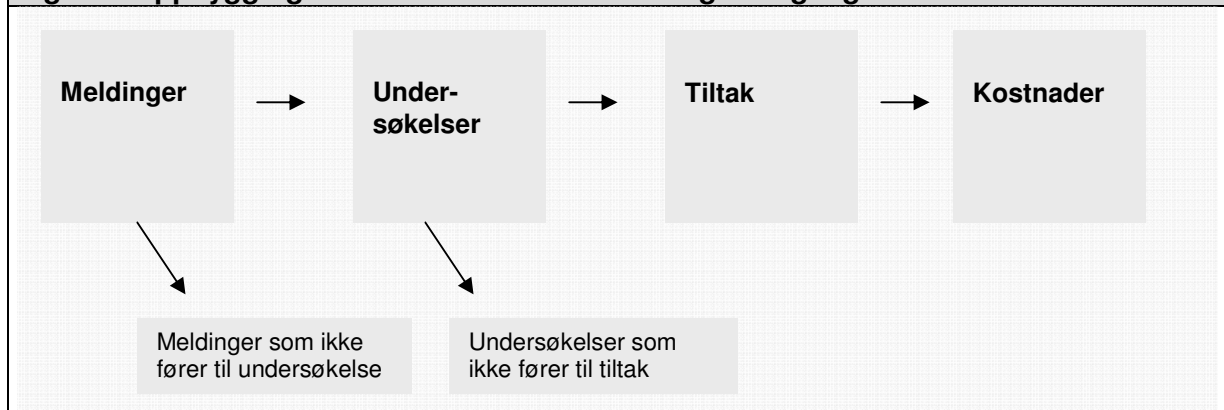 Meldinger
Under-
søkelser
Tiltak
Kostnader
Meldinger som ikke
fører til undersøkelse
Undersøkelser som
ikke fører til tiltak